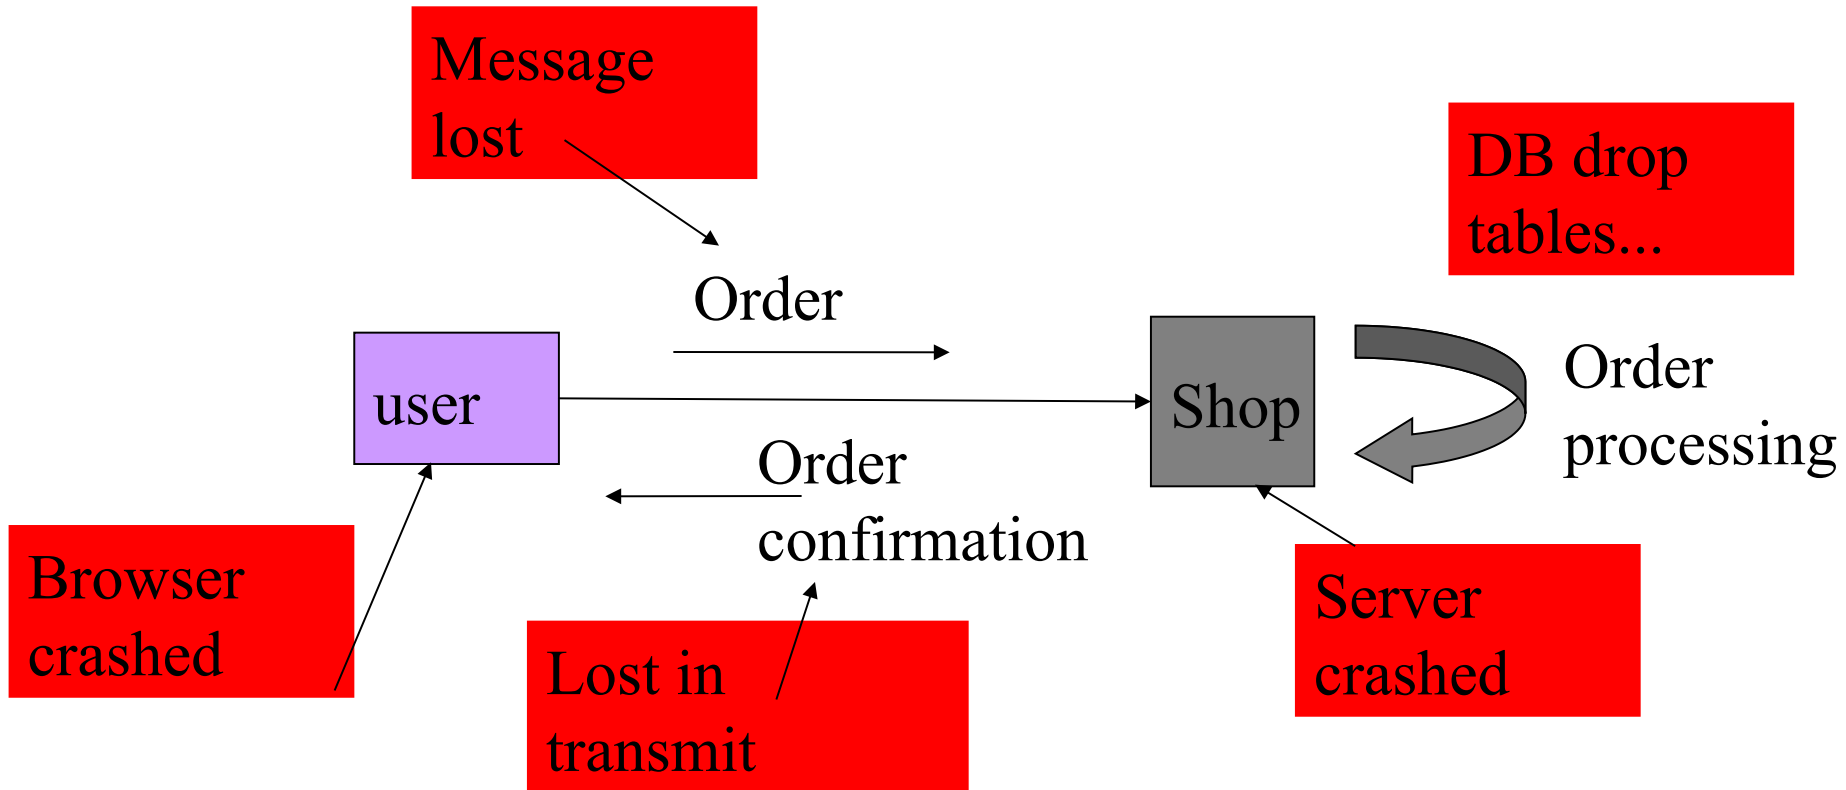 Message
lost
DB drop
tables...
Order
user
Shop
Order
processing
Order
confirmation
Browser
crashed
Lost in
transmit
Server
crashed